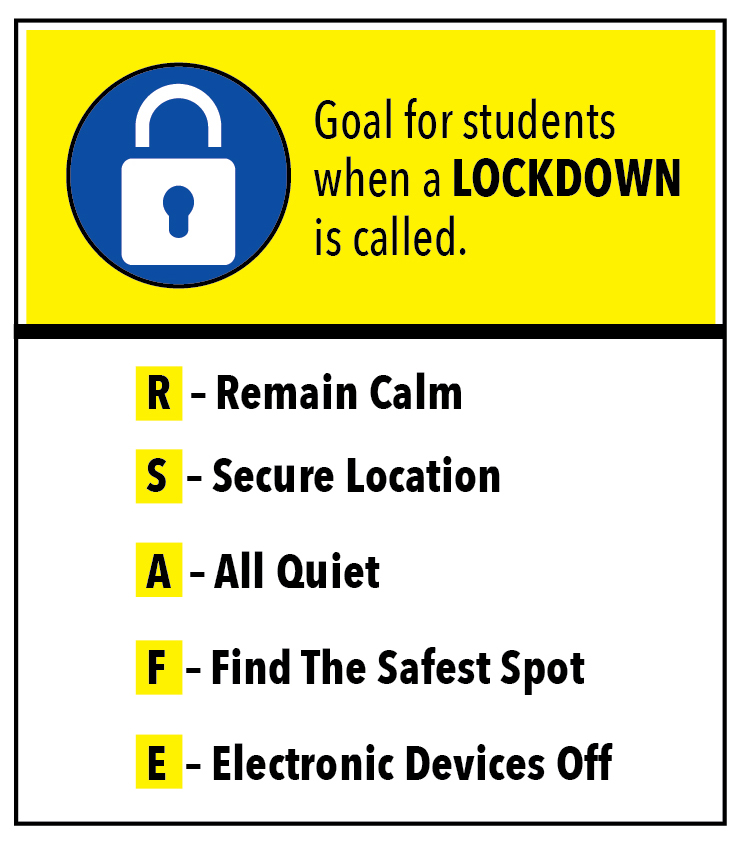 Goal for students
when a LOCKDOWN
is called.
R – Remain Calm
S – Secure Location
A – All Quiet
F – Find The Safest Spot
E – Electronic Devices Off